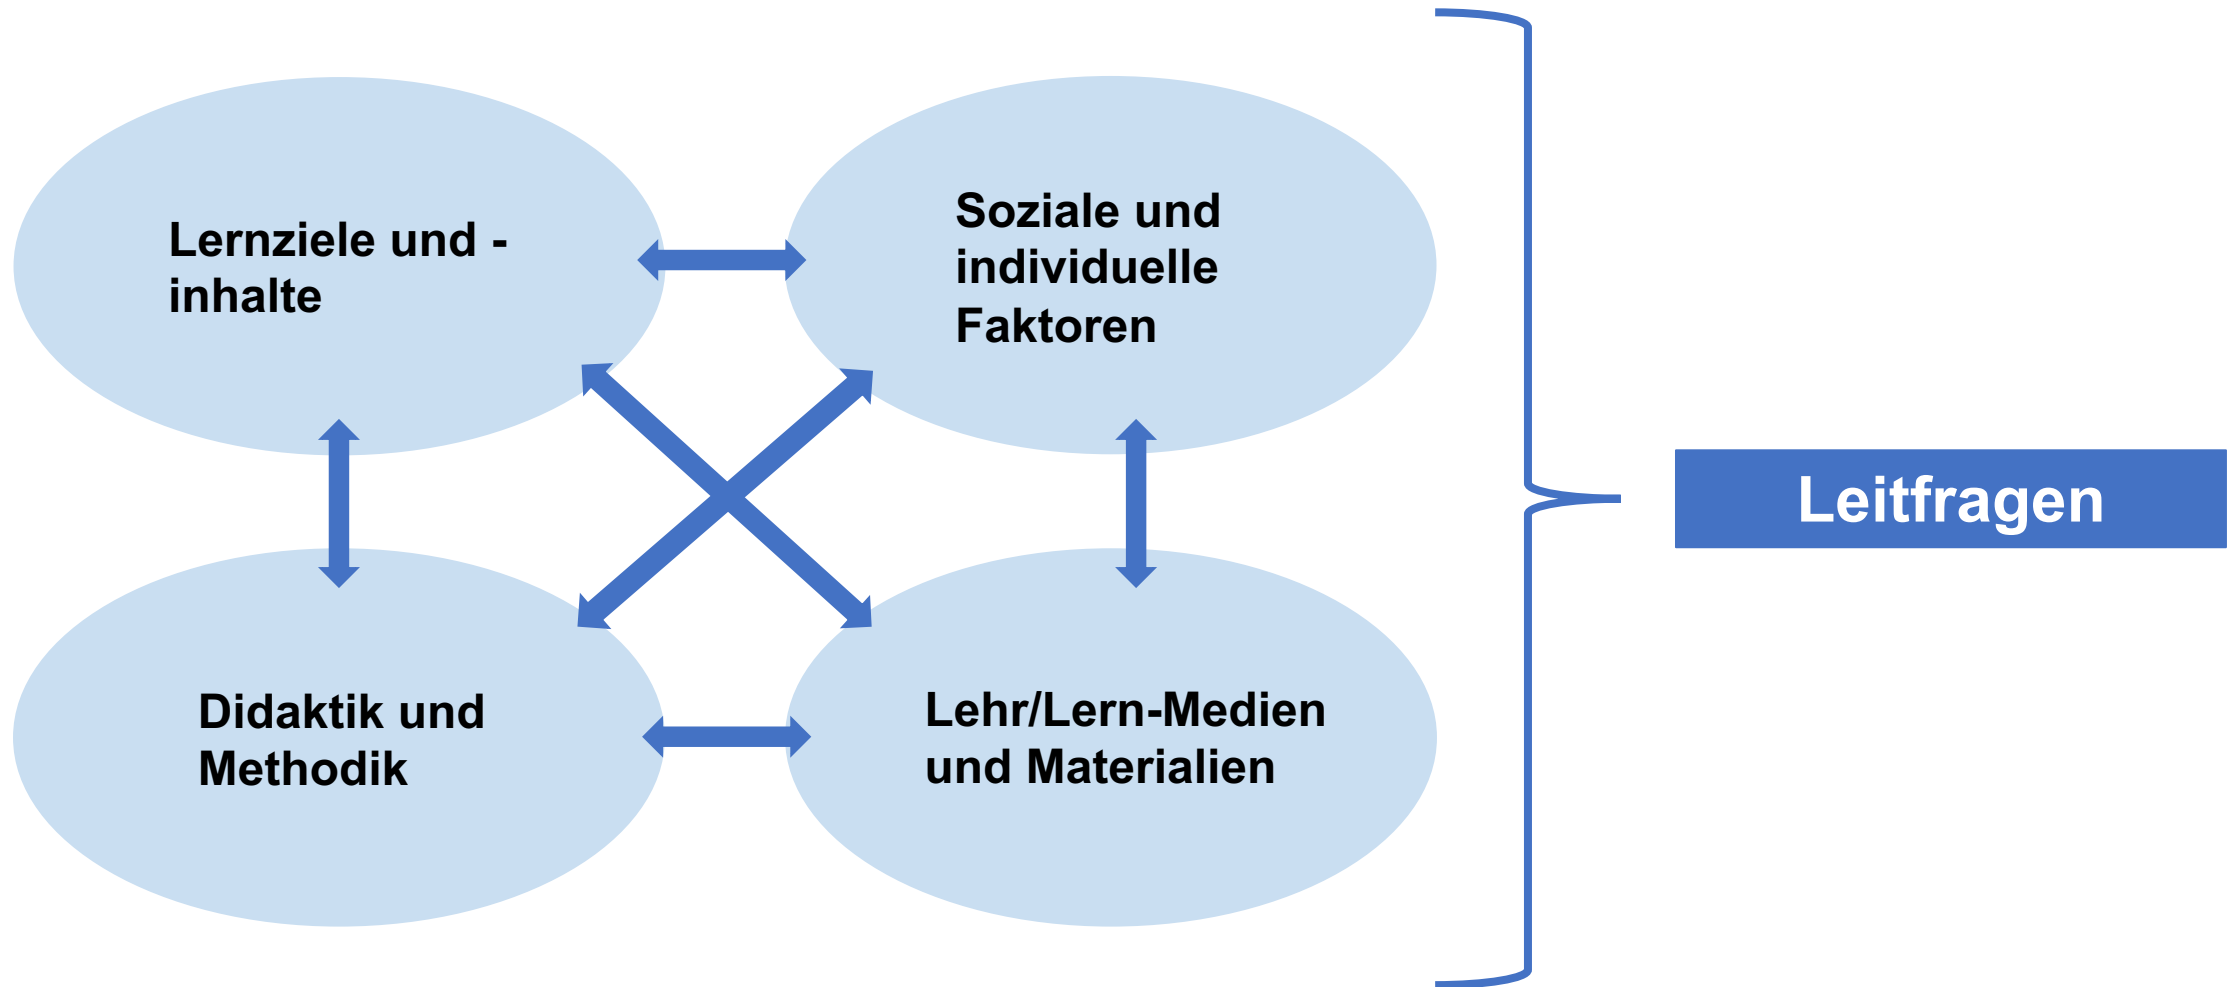 Lernziele und -
inhalte
Soziale und
individuelle
Faktoren
Didaktik und
Methodik
Lehr/Lern-Medien
und Materialien
Leitfragen